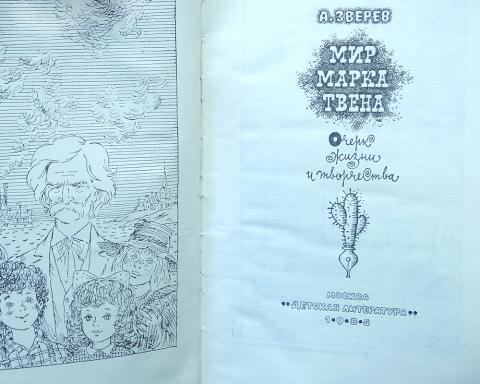 А. ЗВЕРЕВ
МИР
МАРКА
ТВЕНА
Очерк
жизни
и творчества
МОСКВА
"ДЕТСКАЯ ЛИТЕРАТУРА"
1985